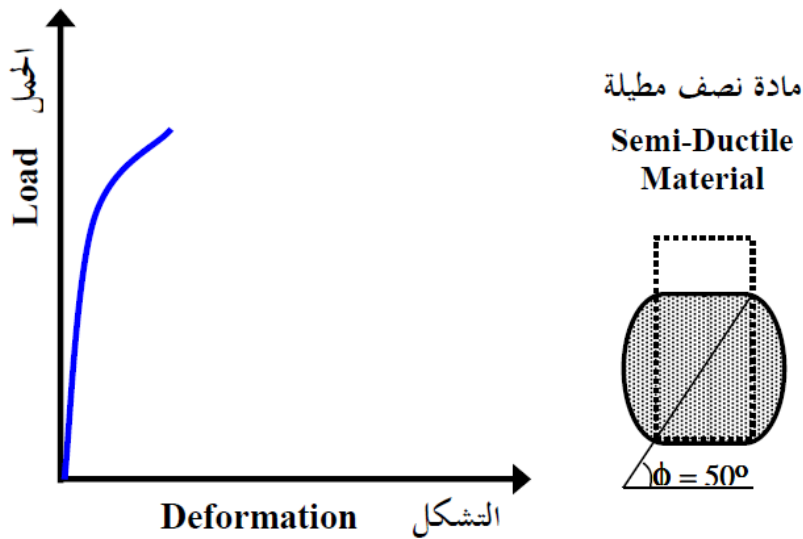 الحمل
Load
مادة نصف مطيلة
Semi-Ductile
Material
ϕ = 50º
Deformation التشكل